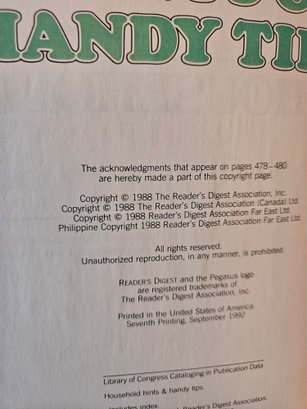 HANDY TI
The acknowledgments that appear on pages 478–480
are hereby made a part of this copyright page.
Copyright © 1988 The Reader's Digest Association, Inc.
Copyright © 1988 The Reader's Digest Association (Canada) Ltd.
Copyright © 1988 Reader's Digest Association Far East Ltd.
Philippine Copyright 1988 Reader's Digest Association Far East Ltd.
All rights reserved.
Unauthorized reproduction, in any manner, is prohibited.
READER'S DIGEST and the Pegasus logo
are registered trademarks of
The Reader's Digest Association, Inc.
Printed in the United States of America
Seventh Printing, September 1992
Library of Congress Cataloging in Publication Data
Household hints & handy tips.
Includes index.
Reader's Digest Association.